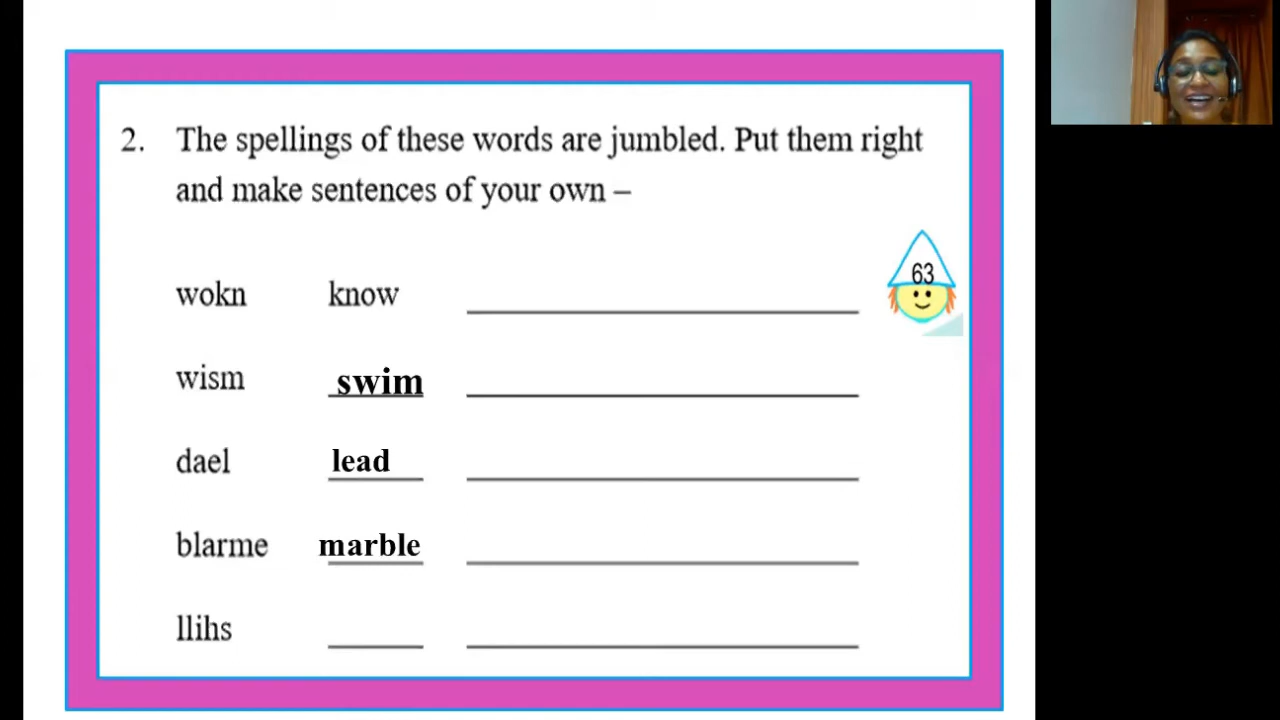 2. The spellings of these words are jumbled. Put them right
and make sentences of your own –
63
wokn know
wism swim
dael lead
blarme marble
llihs